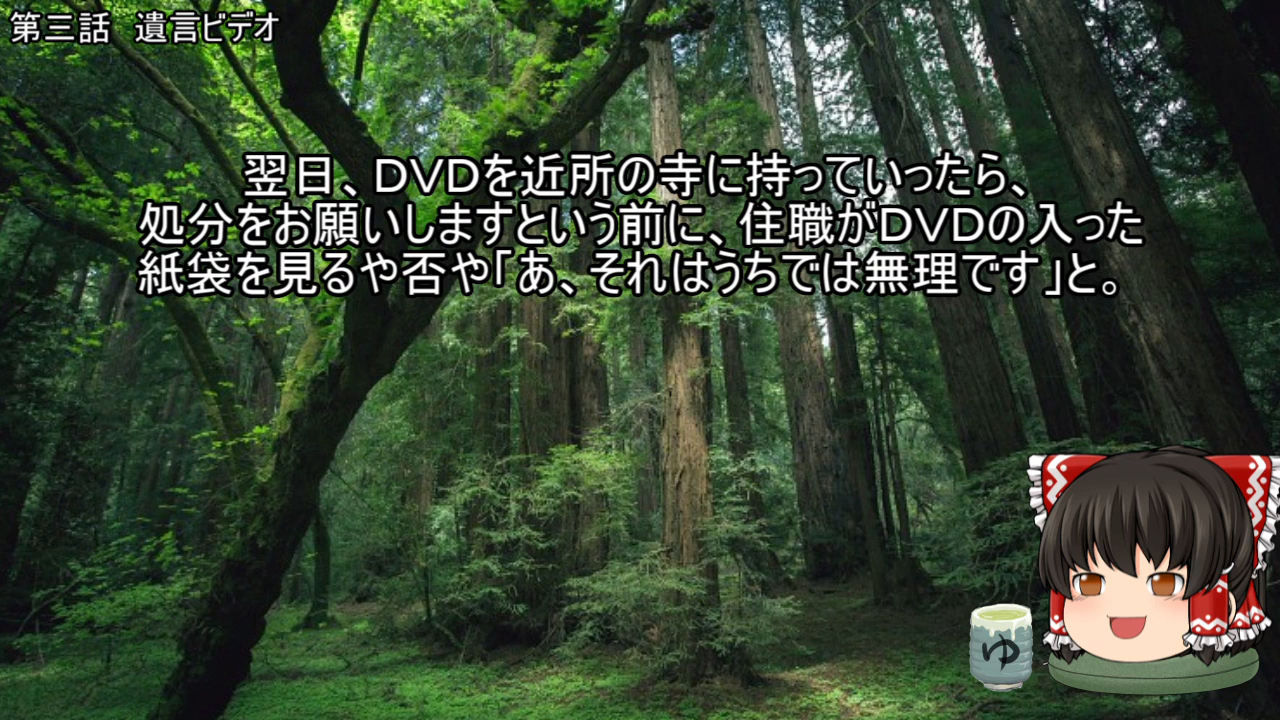 第三話　遺言ビデオ
翌日、DVDを近所の寺に持っていったら、
処分をお願いしますという前に、住職がDVDの入った
紙袋を見るや否や「あ、それはうちでは無理です」と。
ゆ